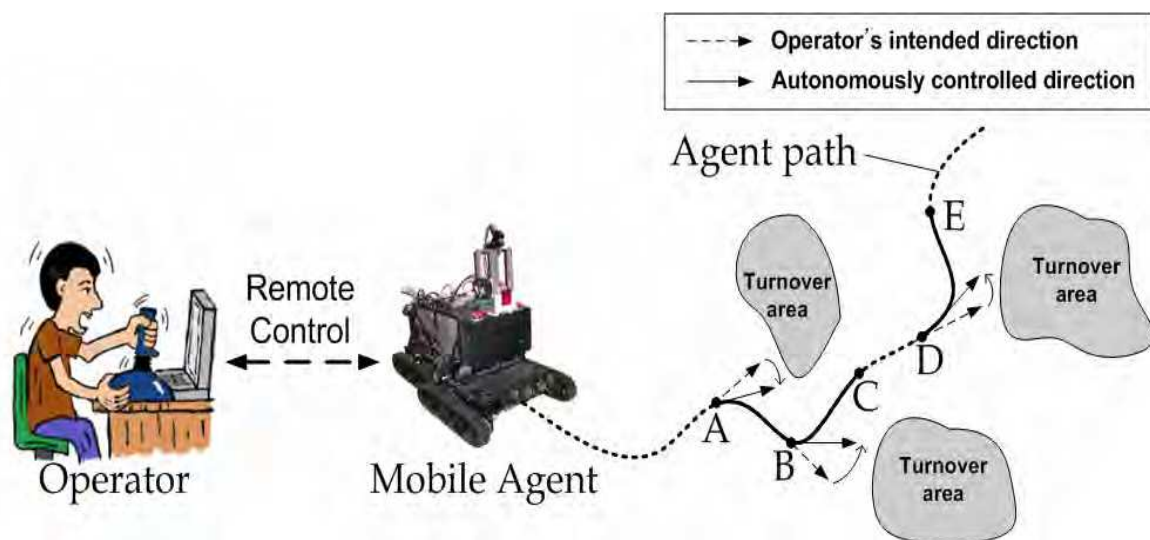 Operator's intended direction
Autonomously controlled direction
Agent path
E
Turnover
area
Turnover
area
Remote
Control
D
C
A
B
Turnover
area
Operator
Mobile Agent